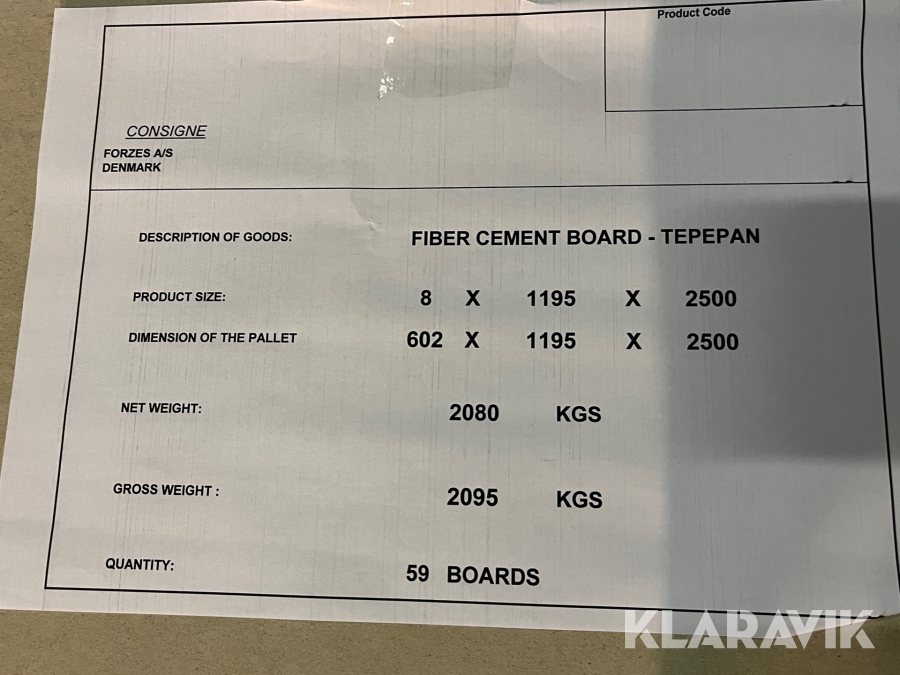 Product Code
CONSIGNE
FORZES A/S
DENMARK
DESCRIPTION OF GOODS: FIBER CEMENT BOARD - TEPEPAN
PRODUCT SIZE: 8 X 1195 X 2500
DIMENSION OF THE PALLET 602 X 1195 X 2500
NET WEIGHT: 2080 KGS
GROSS WEIGHT : 2095 KGS
QUANTITY: 59 BOARDS
KLARAVIK